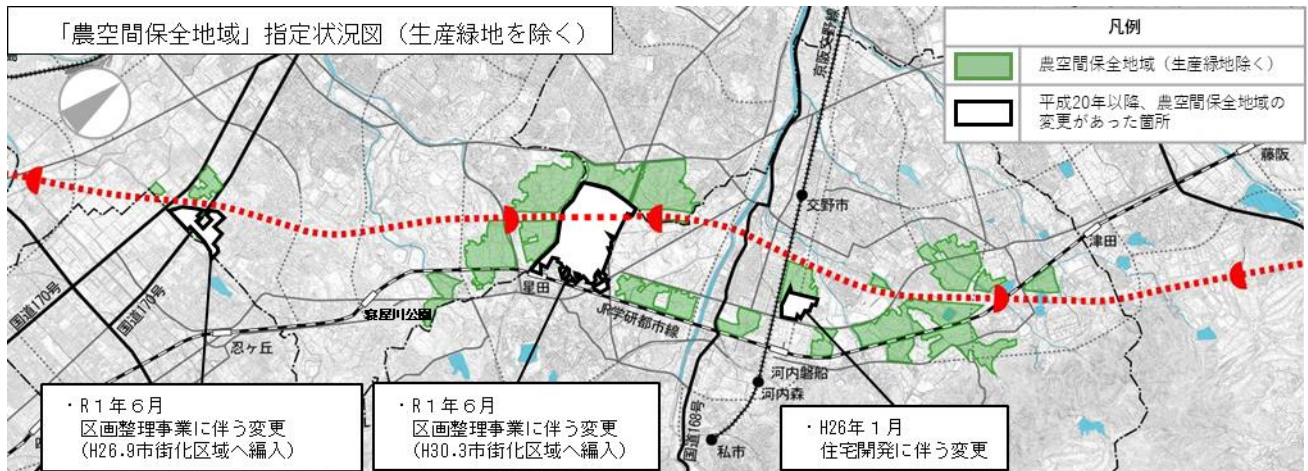 「農空間保全地域」指定状況図（生産緑地を除く）
凡例
農空間保全地域（生産緑地除く）
平成20年以降、農空間保全地域の
変更があった箇所
京阪交野線
藤阪
交野市
津田
星田
寝屋川公園
JR学研都市線
国道170号
国道170号
忍ヶ丘
河内磐船
河内森
国道168号
私市
・R１年６月
区画整理事業に伴う変更
(H26.9市街化区域へ編入)
・R１年６月
区画整理事業に伴う変更
(H30.3市街化区域へ編入)
・H26年１月
住宅開発に伴う変更